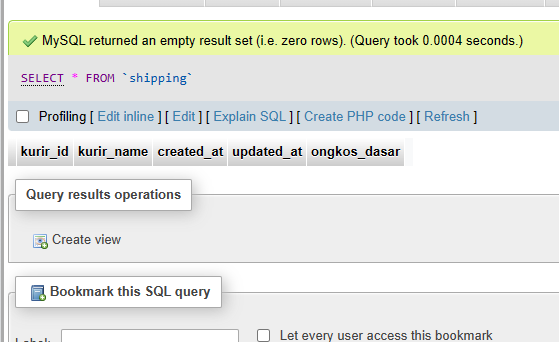 MySQL returned an empty result set (i.e. zero rows). (Query took 0.0004 seconds.)
SELECT * FROM `shipping`
Profiling [ Edit inline ] [ Edit ] [ Explain SQL ] [ Create PHP code ] [ Refresh ]
kurir_id kurir_name created_at updated_at ongkos_dasar
Query results operations
Create view
Bookmark this SQL query
Label: Let every user access this bookmark